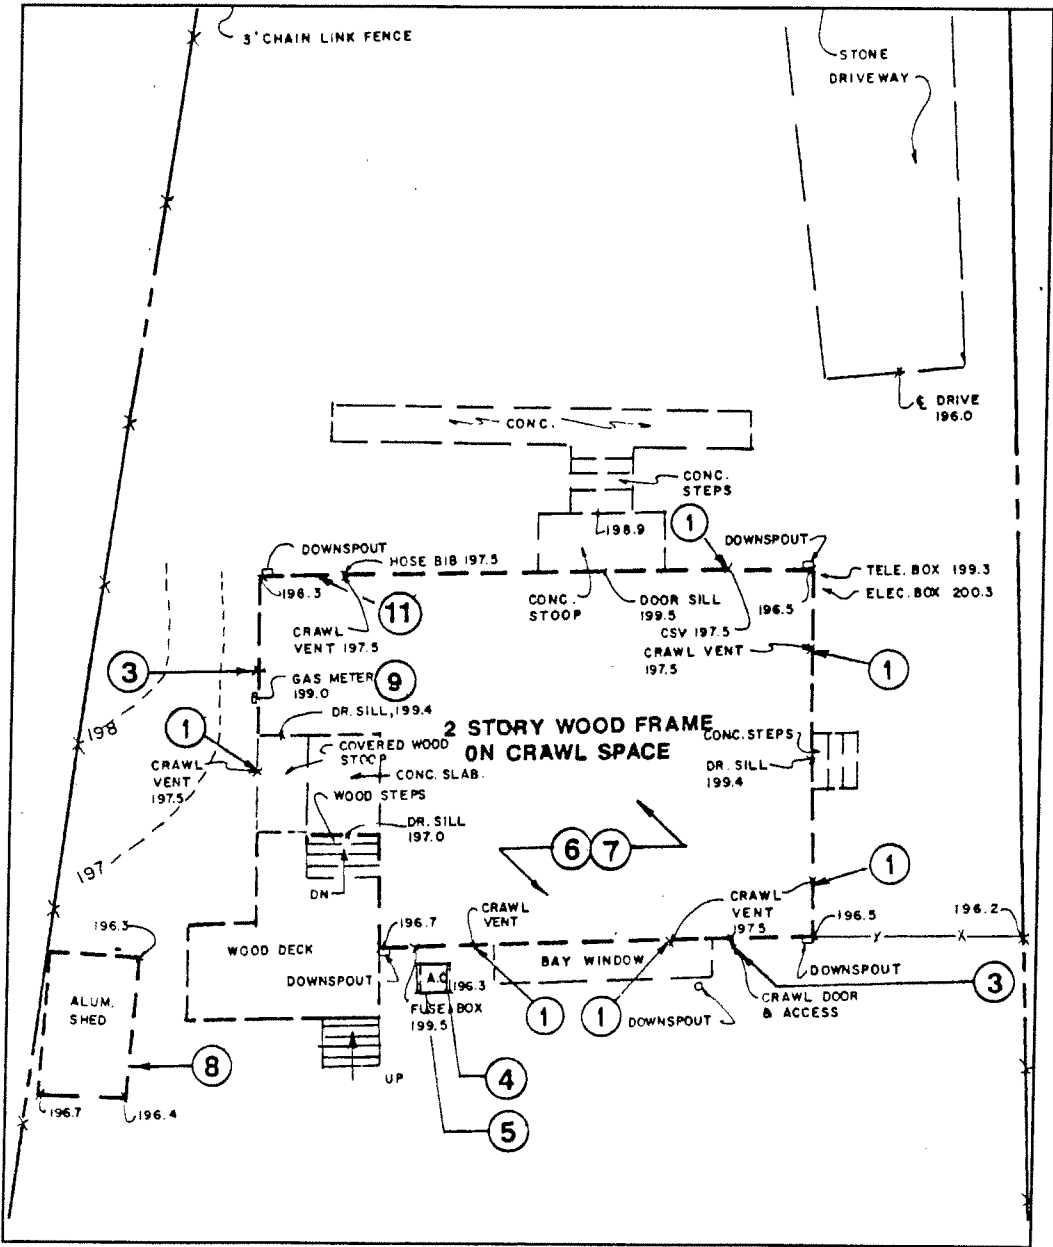 3' CHAIN LINK FENCE
STONE
DRIVEWAY
℄ DRIVE
196.0
CONC.
CONC.
STEPS
198.9
1
DOWNSPOUT
HOSE BIB 197.5
DOWNSPOUT
TELE. BOX 199.3
ELEC. BOX 200.3
196.3
11
CONC.
STOOP
DOOR SILL
199.5
196.5
CSV 197.5
CRAWL
VENT 197.5
CRAWL VENT
197.5
3
1
GAS METER
199.0
9
198
1
DR. SILL, 199.4
2 STORY WOOD FRAME
ON CRAWL SPACE
COVERED WOOD
STOOP
CONC. SLAB.
CONC. STEPS
DR. SILL
199.4
CRAWL
VENT
197.5
WOOD STEPS
DR. SILL
197.0
6
7
197
DN
1
196.3
WOOD DECK
196.7
CRAWL
VENT
CRAWL
VENT
197.5
196.5
196.2
BAY WINDOW
DOWNSPOUT
A.C
196.3
DOWNSPOUT
ALUM.
SHED
FUSE BOX
199.5
1
1
DOWNSPOUT
CRAWL DOOR
& ACCESS
3
8
UP
4
196.7
196.4
5